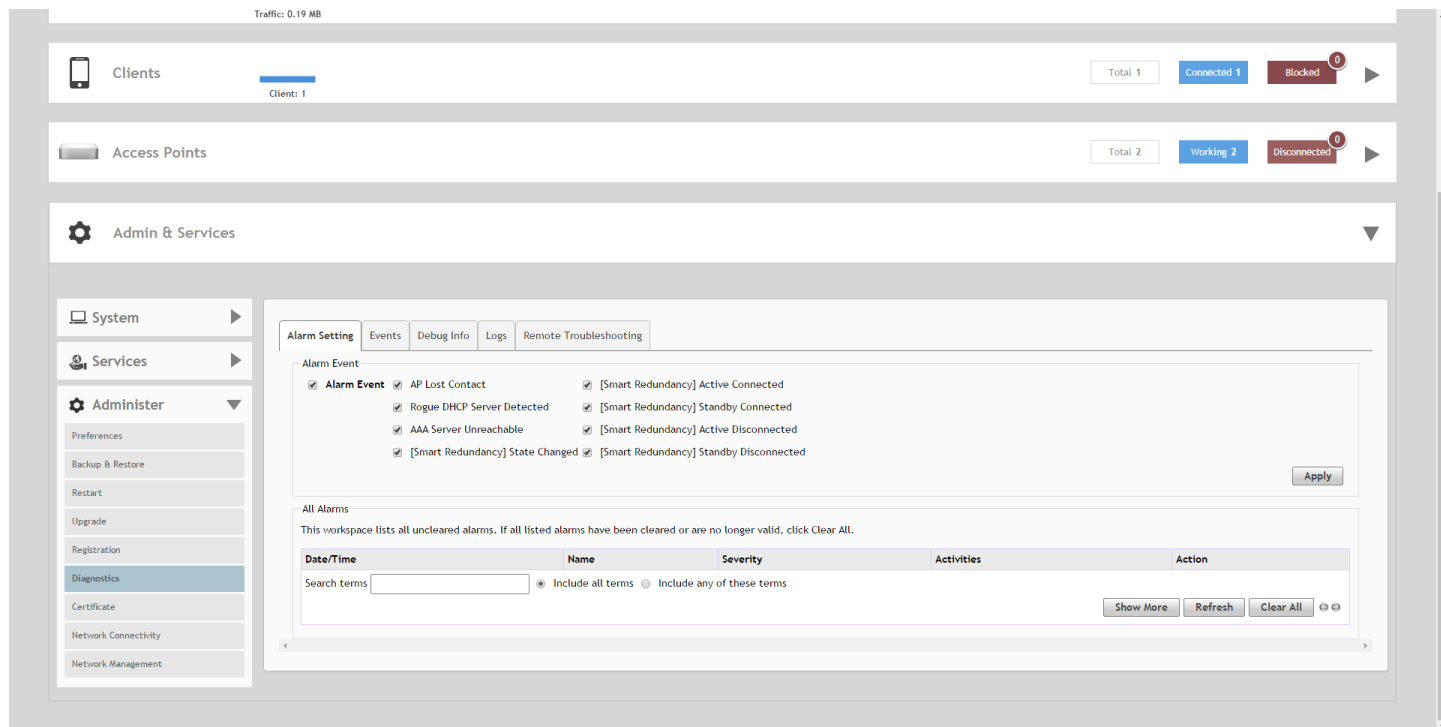 Traffic: 0.19 MB
Clients
Client: 1
Total 1
Connected 1
Blocked
0
Access Points
Total 2
Working 2
Disconnected
0
Admin & Services
System
Services
Administer
Preferences
Backup & Restore
Restart
Upgrade
Registration
Diagnostics
Certificate
Network Connectivity
Network Management
Alarm Setting Events Debug Info Logs Remote Troubleshooting
Alarm Event
Alarm Event AP Lost Contact [Smart Redundancy] Active Connected
Rogue DHCP Server Detected [Smart Redundancy] Standby Connected
AAA Server Unreachable [Smart Redundancy] Active Disconnected
[Smart Redundancy] State Changed [Smart Redundancy] Standby Disconnected
Apply
All Alarms
This workspace lists all uncleared alarms. If all listed alarms have been cleared or are no longer valid, click Clear All.
Date/Time Name Severity Activities Action
Search terms Include all terms Include any of these terms
Show More Refresh Clear All